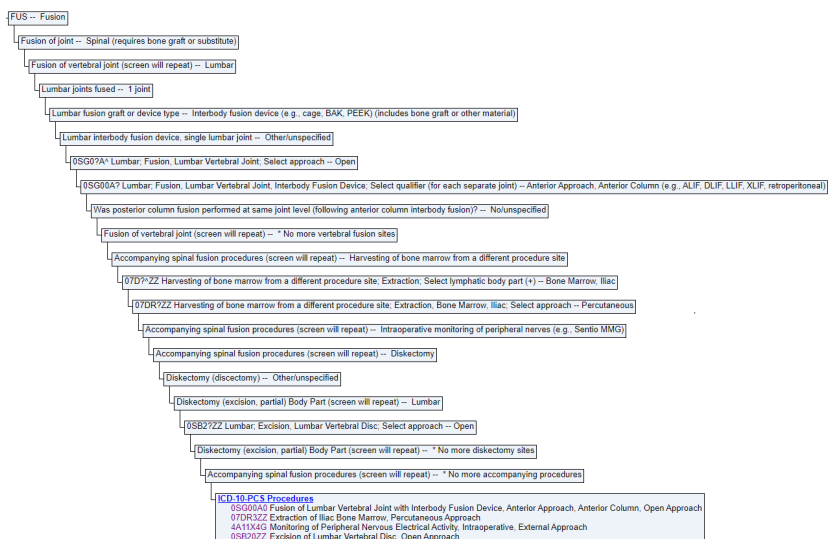 FUS -- Fusion
Fusion of joint -- Spinal (requires bone graft or substitute)
Fusion of vertebral joint (screen will repeat) -- Lumbar
Lumbar joints fused -- 1 joint
Lumbar fusion graft or device type -- Interbody fusion device (e.g., cage, BAK, PEEK) (includes bone graft or other material)
Lumbar interbody fusion device, single lumbar joint -- Other/unspecified
0SG0?A^ Lumbar; Fusion, Lumbar Vertebral Joint; Select approach -- Open
0SG00A? Lumbar; Fusion, Lumbar Vertebral Joint, Interbody Fusion Device; Select qualifier (for each separate joint) -- Anterior Approach, Anterior Column (e.g., ALIF, DLIF, LLIF, XLIF, retroperitoneal)
Was posterior column fusion performed at same joint level (following anterior column interbody fusion)? -- No/unspecified
Fusion of vertebral joint (screen will repeat) -- * No more vertebral fusion sites
Accompanying spinal fusion procedures (screen will repeat) -- Harvesting of bone marrow from a different procedure site
07D?^ZZ Harvesting of bone marrow from a different procedure site; Extraction; Select lymphatic body part (+) -- Bone Marrow, Iliac
07DR?ZZ Harvesting of bone marrow from a different procedure site; Extraction, Bone Marrow, Iliac; Select approach -- Percutaneous
Accompanying spinal fusion procedures (screen will repeat) -- Intraoperative monitoring of peripheral nerves (e.g., Sentio MMG)
Accompanying spinal fusion procedures (screen will repeat) -- Diskectomy
Diskectomy (discectomy) -- Other/unspecified
Diskectomy (excision, partial) Body Part (screen will repeat) -- Lumbar
0SB2?ZZ Lumbar; Excision, Lumbar Vertebral Disc; Select approach -- Open
Diskectomy (excision, partial) Body Part (screen will repeat) -- * No more diskectomy sites
Accompanying spinal fusion procedures (screen will repeat) -- * No more accompanying procedures
ICD-10-PCS Procedures
0SG00A0 Fusion of Lumbar Vertebral Joint with Interbody Fusion Device, Anterior Approach, Anterior Column, Open Approach
07DR3ZZ Extraction of Iliac Bone Marrow, Percutaneous Approach
4A11X4G Monitoring of Peripheral Nervous Electrical Activity, Intraoperative, External Approach
0SB20ZZ Excision of Lumbar Vertebral Disc, Open Approach